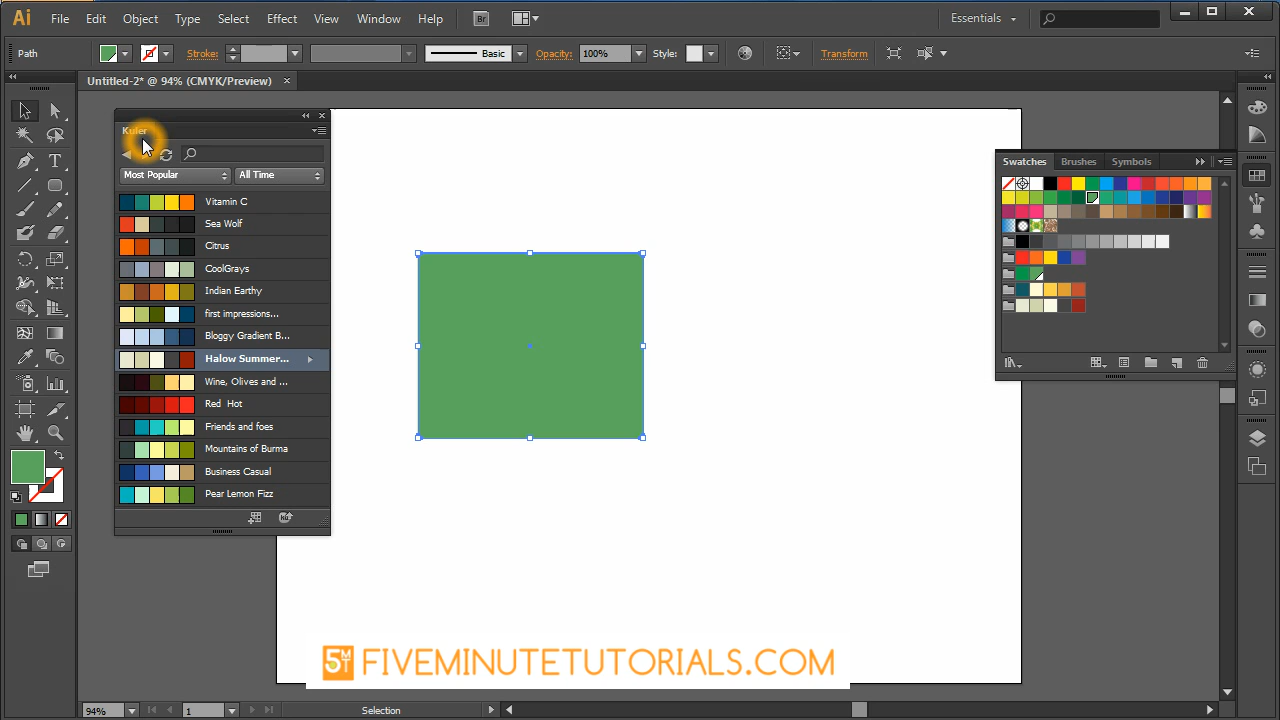 Ai File Edit Object Type Select Effect View Window Help Br Essentials
Path Stroke: Basic Opacity: 100% Style: Transform
Untitled-2* @ 94% (CMYK/Preview)
Kuler
Most Popular All Time
Vitamin C
Sea Wolf
Citrus
CoolGrays
Indian Earthy
first impressions...
Bloggy Gradient B...
Halow Summer...
Wine, Olives and ...
Red Hot
Friends and foes
Mountains of Burma
Business Casual
Pear Lemon Fizz
Swatches Brushes Symbols
5MT FIVEMINUTETUTORIALS.COM
94% 1 Selection